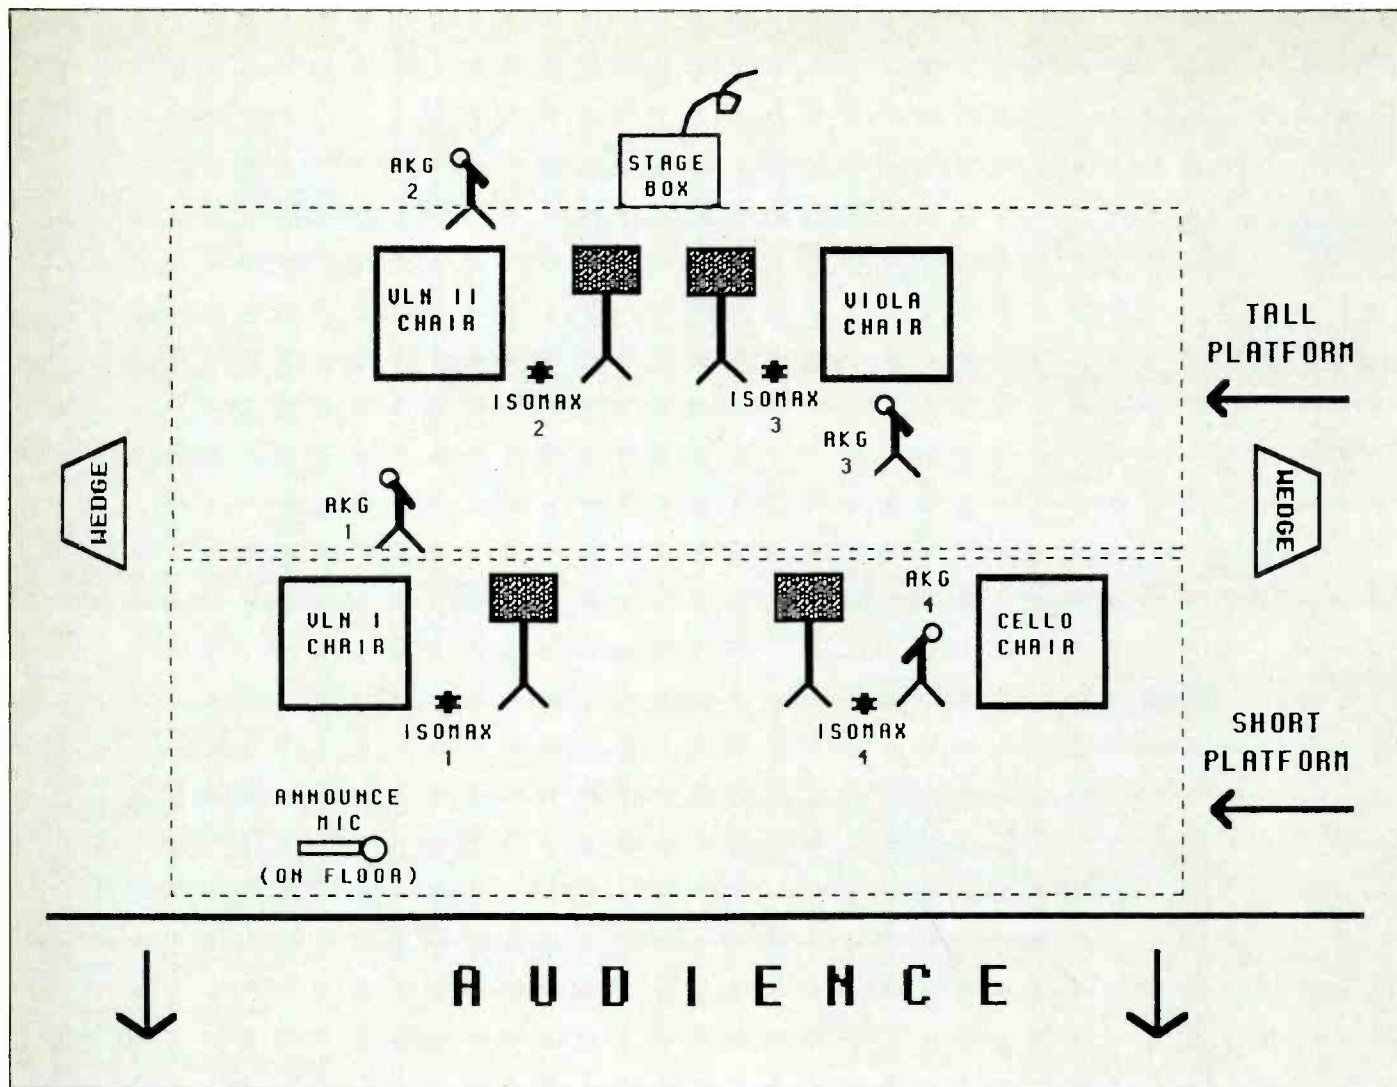 AKG
2
STAGE
BOX
VLN II
CHAIR
VIOLA
CHAIR
TALL
PLATFORM
ISOMAX
2
ISOMAX
3
AKG
3
WEDGE
WEDGE
AKG
1
VLN I
CHAIR
AKG
4
CELLO
CHAIR
ISOMAX
1
ISOMAX
4
SHORT
PLATFORM
ANNOUNCE
MIC
(ON FLOOR)
AUDIENCE